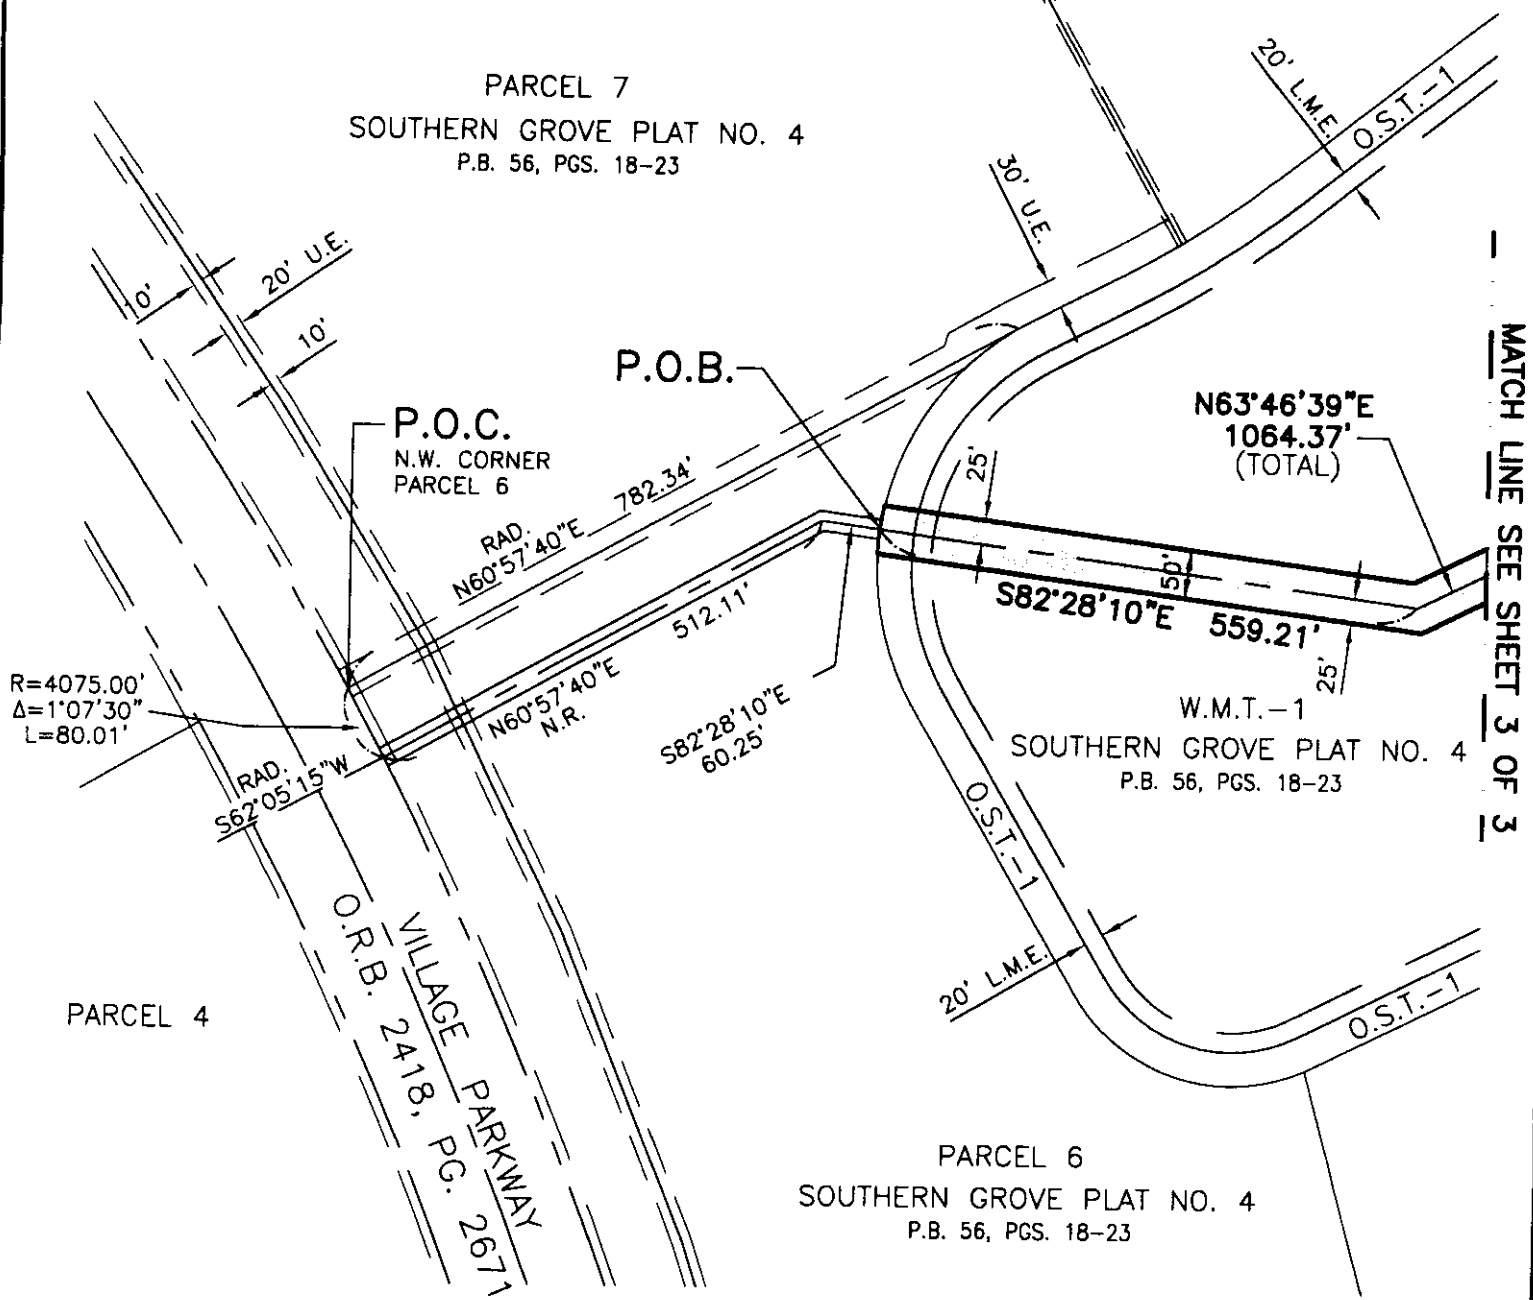 PARCEL 7
SOUTHERN GROVE PLAT NO. 4
P.B. 56, PGS. 18-23
20' L.M.E.
O.S.T.-1
30' U.E.
10'
20' U.E.
10'
P.O.B.
P.O.C.
N.W. CORNER
PARCEL 6
N63°46'39"E
1064.37'
(TOTAL)
MATCH LINE SEE SHEET 3 OF 3
RAD.
N60°57'40"E 782.34'
25'
50'
S82°28'10"E 559.21'
25'
512.11'
N60°57'40"E
N.R.
S82°28'10"E
60.25'
R=4075.00'
Δ=1°07'30"
L=80.01'
RAD.
S62°05'15"W
W.M.T.-1
SOUTHERN GROVE PLAT NO. 4
P.B. 56, PGS. 18-23
O.S.T.-1
20' L.M.E.
O.S.T.-1
PARCEL 4
VILLAGE PARKWAY
O.R.B. 2418, PG. 2671
PARCEL 6
SOUTHERN GROVE PLAT NO. 4
P.B. 56, PGS. 18-23